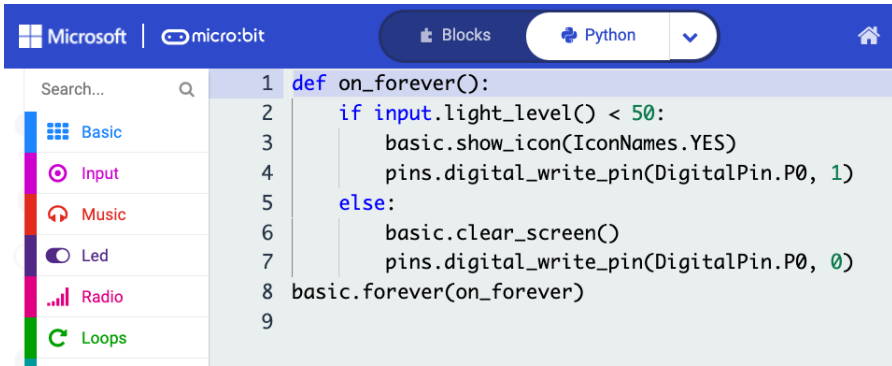 Microsoft | micro:bit
Blocks
Python
Search...
Basic
Input
Music
Led
Radio
Loops
1 def on_forever():
2     if input.light_level() < 50:
3         basic.show_icon(IconNames.YES)
4         pins.digital_write_pin(DigitalPin.P0, 1)
5     else:
6         basic.clear_screen()
7         pins.digital_write_pin(DigitalPin.P0, 0)
8 basic.forever(on_forever)
9